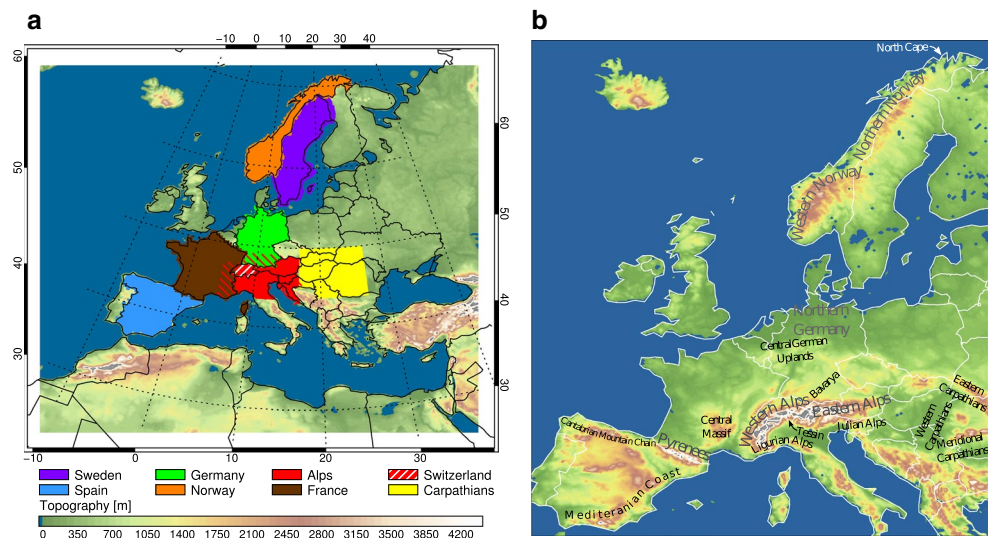 a
−10 0 10 20 30 40
60
50
40
30
60
50
40
30
−10 0 10 20 30
Sweden Germany Alps Switzerland
Spain Norway France Carpathians
Topography [m]
0 350 700 1050 1400 1750 2100 2450 2800 3150 3500 3850 4200
b
North Cape
Northern Norway
Western Norway
Northern
Germany
Central German
Uplands
Bavarya
Western Alps
Eastern Alps
Central
Massif
Tessin
Julian Alps
Ligurian Alps
Cantabrian Mountain Chain
Pyrenees
Mediteranian Coast
Eastern
Carpathians
Western
Carpathians
Meridional
Carpathians